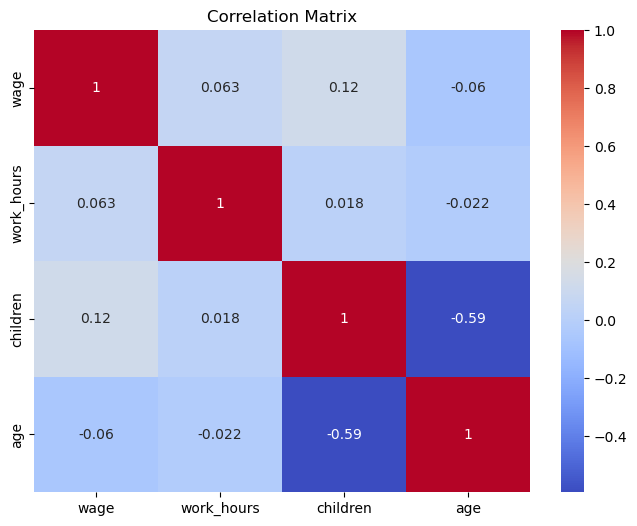 Correlation Matrix
wage 1 0.063 0.12 -0.06
work_hours 0.063 1 0.018 -0.022
children 0.12 0.018 1 -0.59
age -0.06 -0.022 -0.59 1
wage work_hours children age
1.0
0.8
0.6
0.4
0.2
0.0
−0.2
−0.4